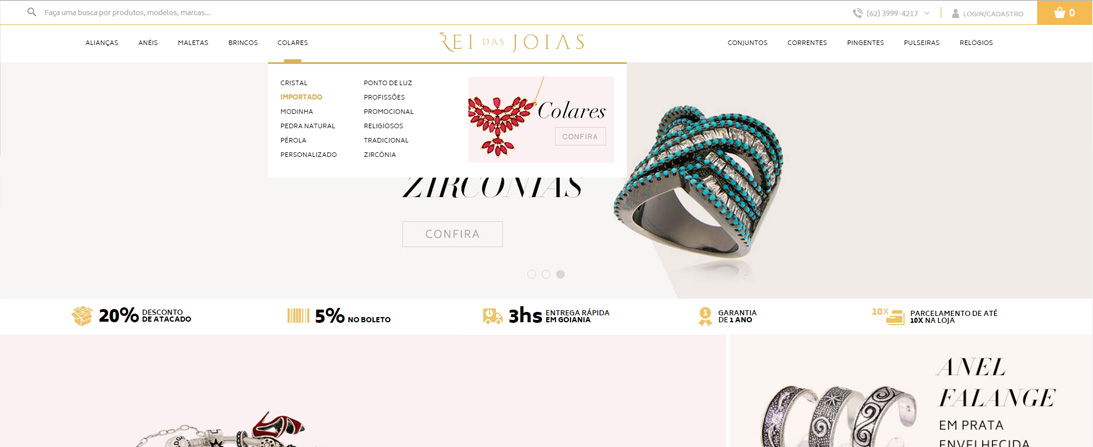 Faça uma busca por produtos, modelos, marcas...
(62) 3999-4217
LOGIN/CADASTRO
0
ALIANÇAS ANÉIS MALETAS BRINCOS COLARES
REI DAS JOIAS
CONJUNTOS CORRENTES PINGENTES PULSEIRAS RELÓGIOS
CRISTAL
IMPORTADO
MODINHA
PEDRA NATURAL
PÉROLA
PERSONALIZADO
PONTO DE LUZ
PROFISSÕES
PROMOCIONAL
RELIGIOSOS
TRADICIONAL
ZIRCÔNIA
Colares
CONFIRA
ZIRCONIAS
CONFIRA
20% DESCONTO
DE ATACADO
5% NO BOLETO
3hs ENTREGA RÁPIDA
EM GOIANIA
GARANTIA
DE 1 ANO
10X PARCELAMENTO DE ATÉ
10X NA LOJA
ANEL
FALANGE
EM PRATA
ENVELHECIDA